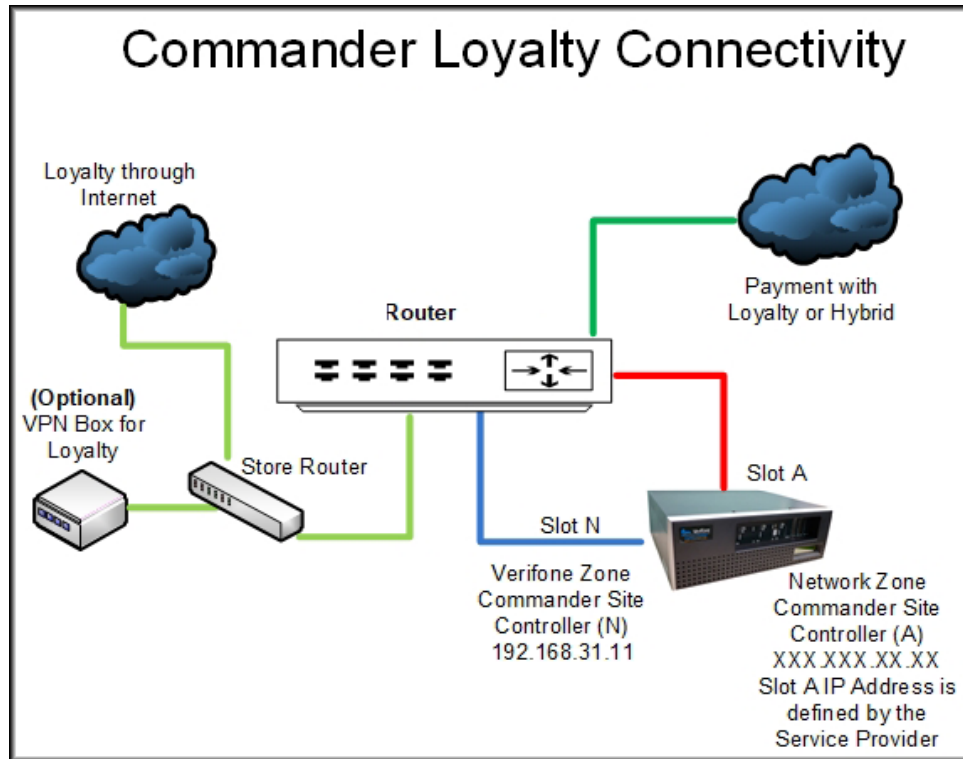 Commander Loyalty Connectivity
Loyalty through
Internet
Payment with
Loyalty or Hybrid
Router
(Optional)
VPN Box for
Loyalty
Store Router
Slot A
Slot N
Verifone Zone
Commander Site
Controller (N)
192.168.31.11
Network Zone
Commander Site
Controller (A)
XXX.XXX.XX.XX
Slot A IP Address is
defined by the
Service Provider